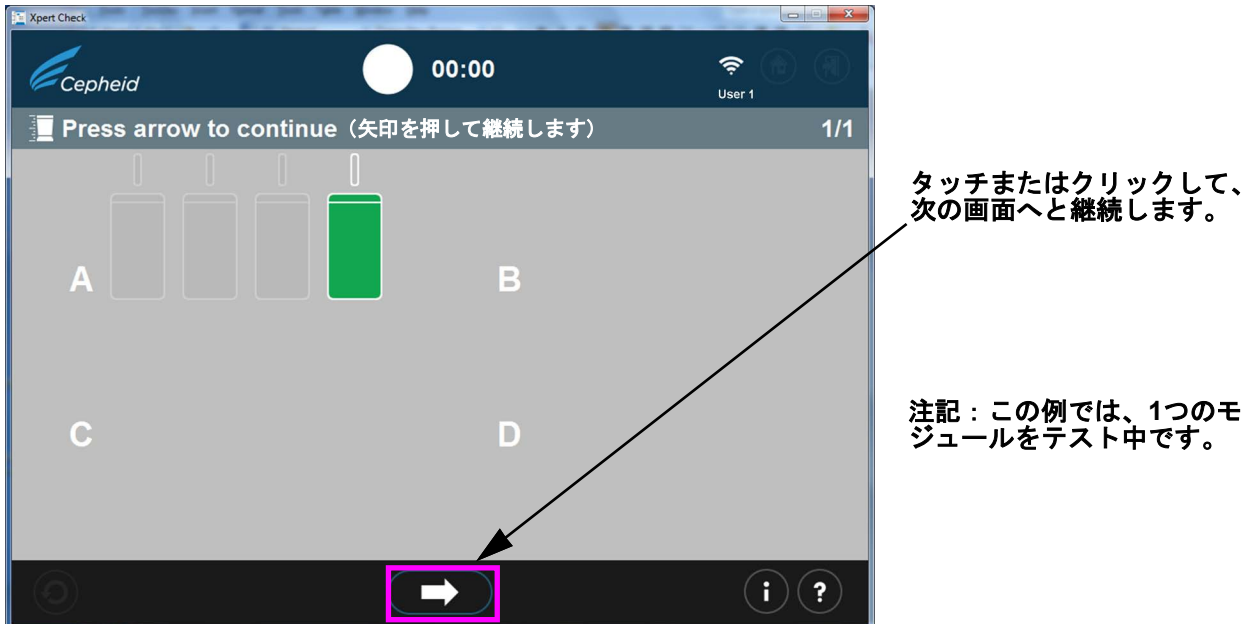 Xpert Check
Cepheid
00:00
User 1
Press arrow to continue（矢印を押して継続します）
1/1
タッチまたはクリックして、
次の画面へと継続します。
A
B
注記：この例では、1つのモ
ジュールをテスト中です。
C
D
i
?